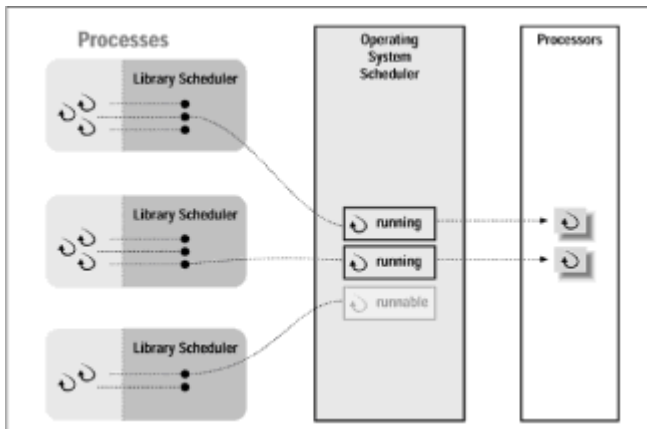 Processes
Library Scheduler
Library Scheduler
Library Scheduler
Operating
System
Scheduler
running
running
runnable
Processors